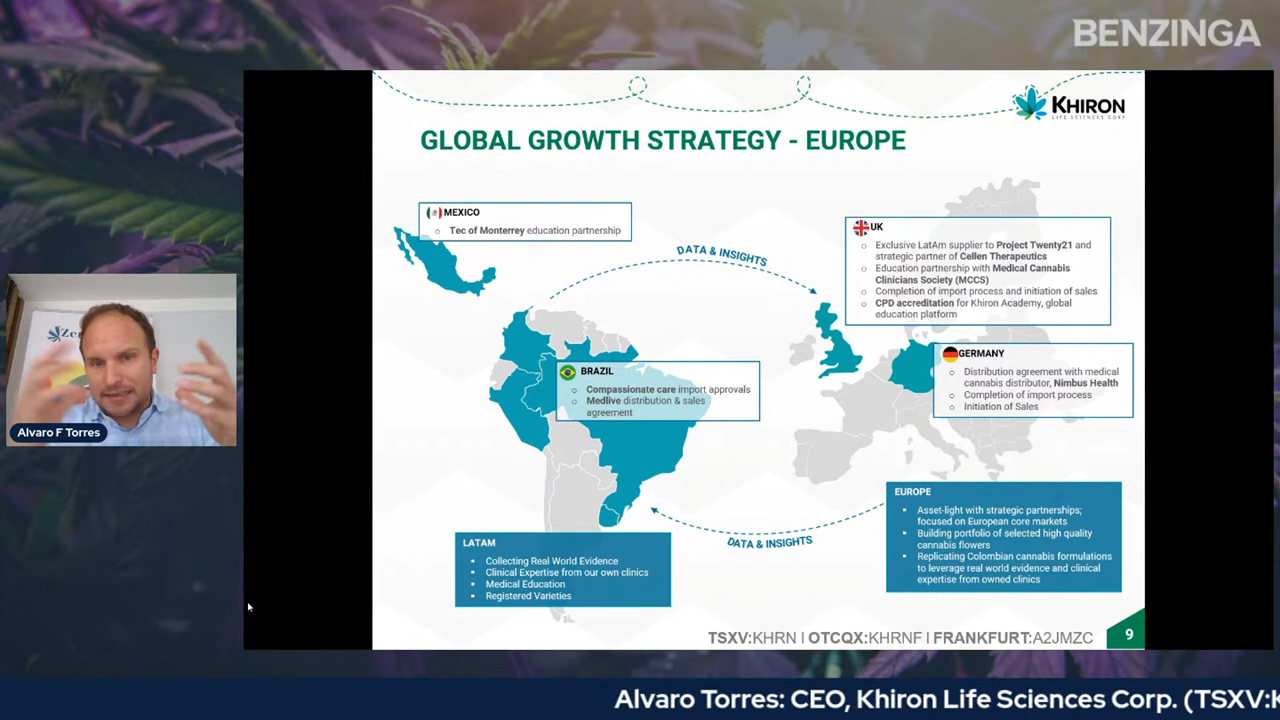 BENZINGA
KHIRON
LIFE SCIENCES CORP
GLOBAL GROWTH STRATEGY - EUROPE
MEXICO
Tec of Monterrey education partnership
DATA & INSIGHTS
UK
Exclusive LatAm supplier to Project Twenty21 and
strategic partner of Cellen Therapeutics
Education partnership with Medical Cannabis
Clinicians Society (MCCS)
Completion of import process and initiation of sales
CPD accreditation for Khiron Academy, global
education platform
GERMANY
Distribution agreement with medical
cannabis distributor, Nimbus Health
Completion of import process
Initiation of Sales
BRAZIL
Compassionate care import approvals
Medlive distribution & sales
agreement
Alvaro F Torres
EUROPE
Asset-light with strategic partnerships;
focused on European core markets
Building portfolio of selected high quality
cannabis flowers
Replicating Colombian cannabis formulations
to leverage real world evidence and clinical
expertise from owned clinics
DATA & INSIGHTS
LATAM
Collecting Real World Evidence
Clinical Expertise from our own clinics
Medical Education
Registered Varieties
TSXV:KHRN | OTCQX:KHRNF | FRANKFURT:A2JMZC
9
Alvaro Torres: CEO, Khiron Life Sciences Corp. (TSXV:K